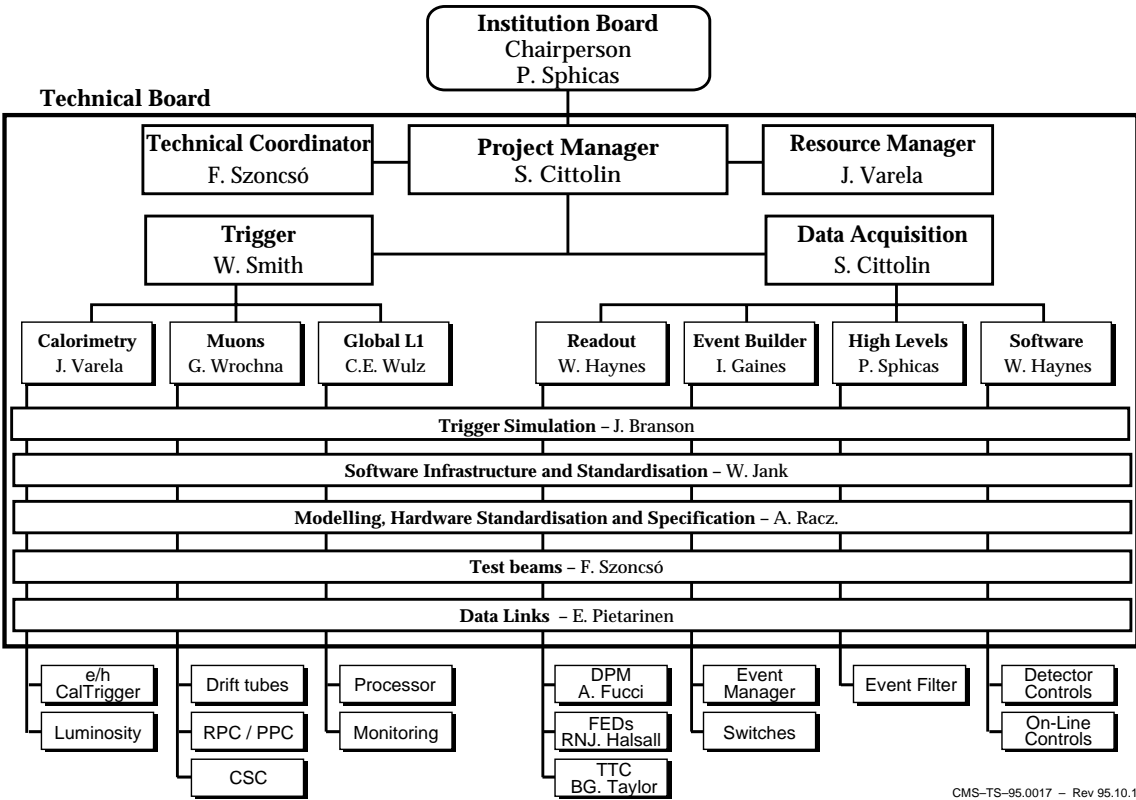 Institution Board
Chairperson
P. Sphicas
Technical Board
Technical Coordinator
F. Szoncsó
Project Manager
S. Cittolin
Resource Manager
J. Varela
Trigger
W. Smith
Data Acquisition
S. Cittolin
Calorimetry
J. Varela
Muons
G. Wrochna
Global L1
C.E. Wulz
Readout
W. Haynes
Event Builder
I. Gaines
High Levels
P. Sphicas
Software
W. Haynes
Trigger Simulation – J. Branson
Software Infrastructure and Standardisation – W. Jank
Modelling, Hardware Standardisation and Specification – A. Racz.
Test beams – F. Szoncsó
Data Links – E. Pietarinen
e/h
CalTrigger
Luminosity
Drift tubes
RPC / PPC
CSC
Processor
Monitoring
DPM
A. Fucci
FEDs
RNJ. Halsall
TTC
BG. Taylor
Event
Manager
Switches
Event Filter
Detector
Controls
On-Line
Controls
CMS–TS–95.0017 – Rev 95.10.1